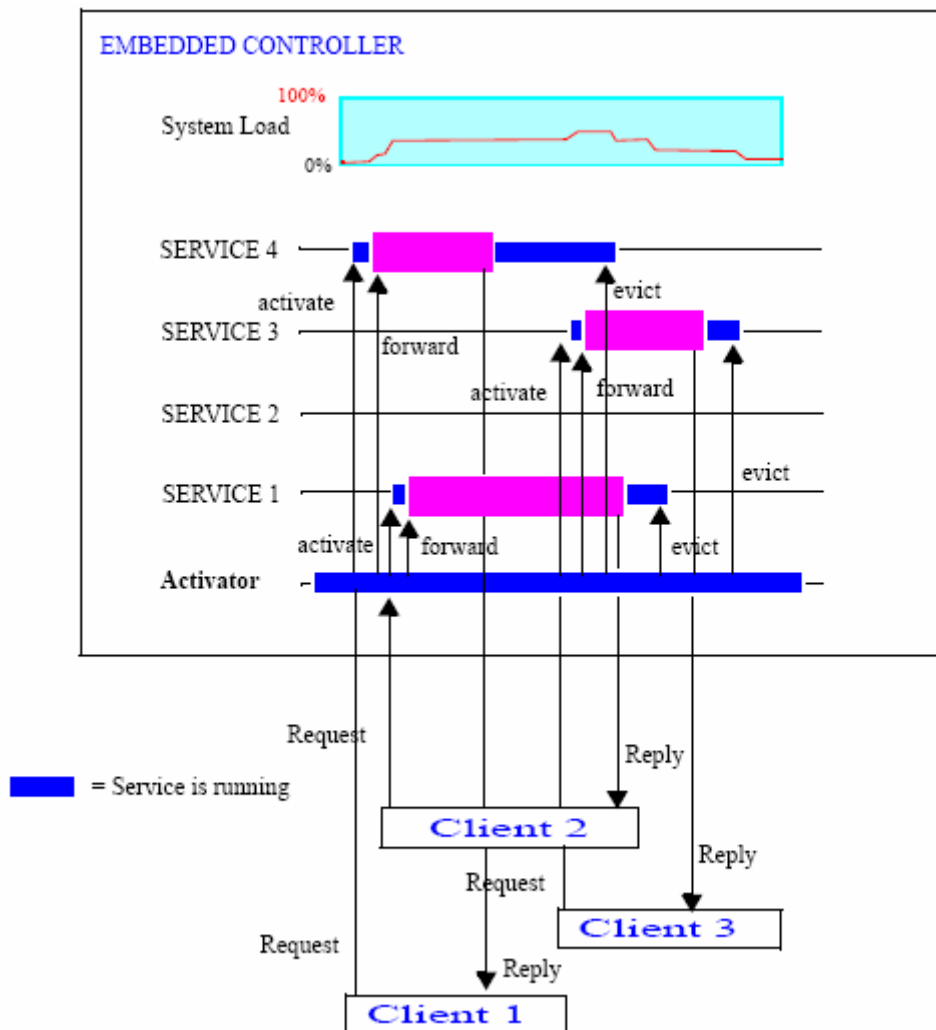 EMBEDDED CONTROLLER
100%
System Load
0%
SERVICE 4
activate
evict
SERVICE 3
forward
activate
forward
SERVICE 2
evict
SERVICE 1
activate
forward
evict
Activator
Request
Reply
= Service is running
Client 2
Reply
Request
Client 3
Request
Reply
Client 1